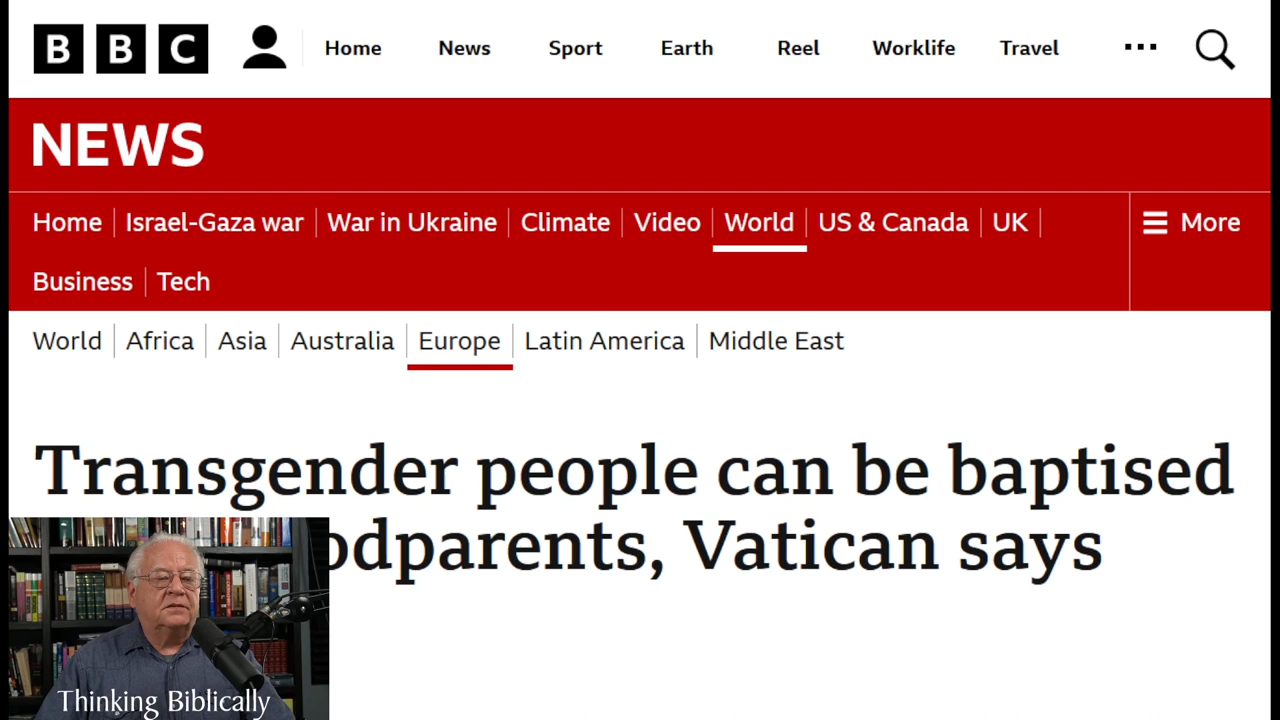 BBC Home News Sport Earth Reel Worklife Travel ...
NEWS
Home Israel-Gaza war War in Ukraine Climate Video World US & Canada UK More
Business Tech
World Africa Asia Australia Europe Latin America Middle East
Transgender people can be baptised
odparents, Vatican says
Thinking Biblically